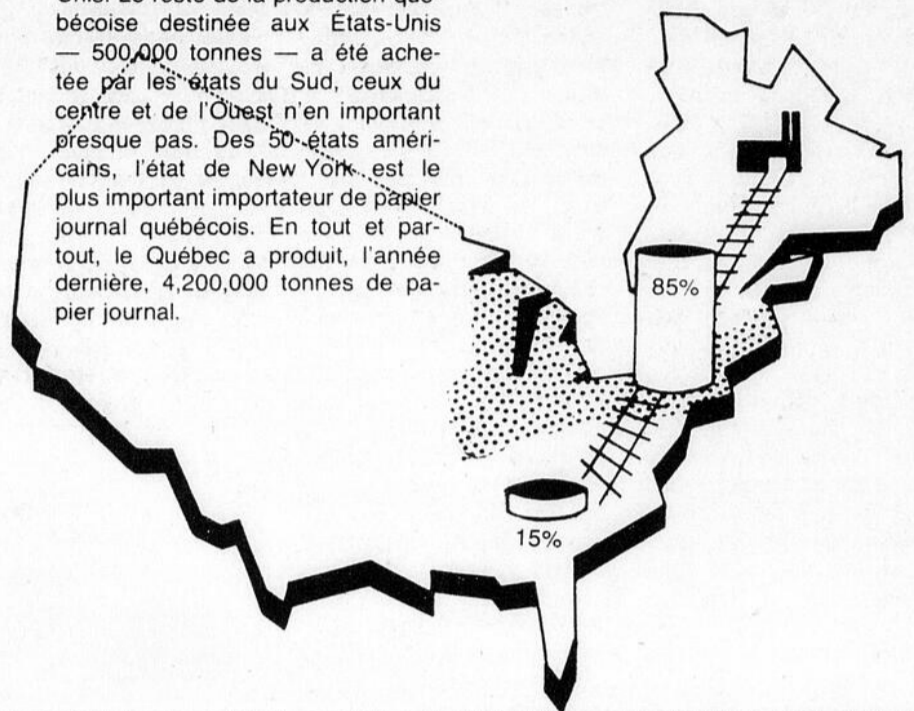 bécoise destinée aux États-Unis
— 500,000 tonnes — a été ache-
tée par les états du Sud, ceux du
centre et de l'Ouest n'en important
presque pas. Des 50 états améri-
cains, l'état de New York est le
plus important importateur de papier
journal québécois. En tout et par-
tout, le Québec a produit, l'année
dernière, 4,200,000 tonnes de pa-
pier journal.
85%
15%